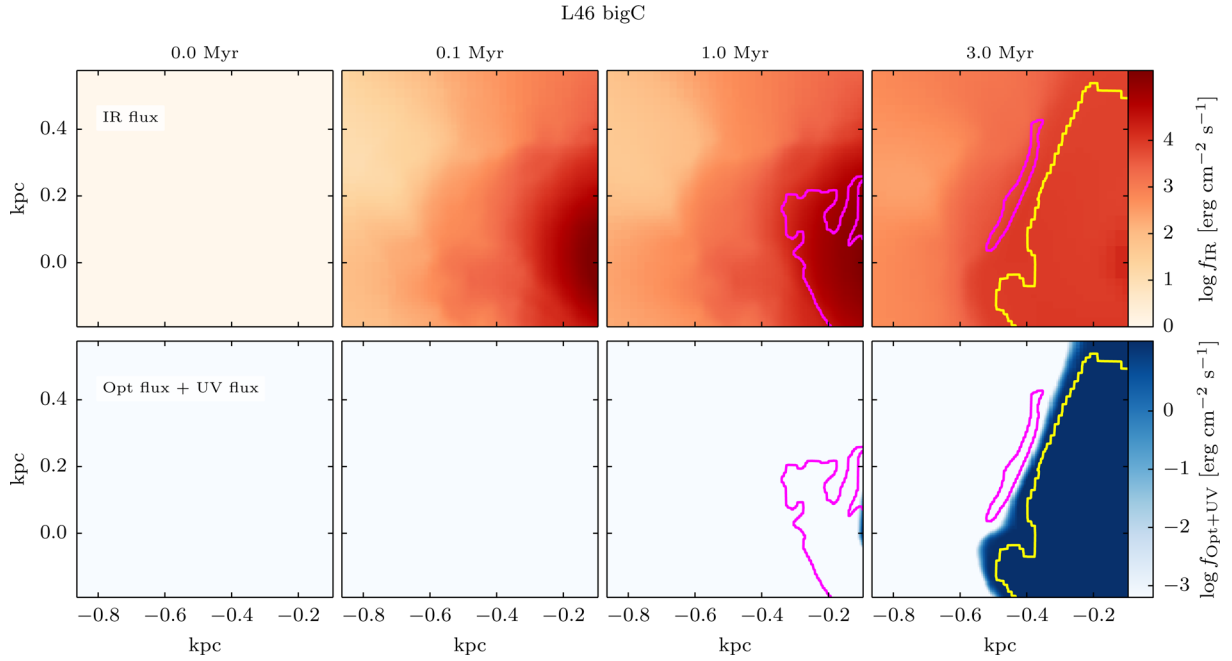 L46 bigC
0.0 Myr 0.1 Myr 1.0 Myr 3.0 Myr
IR flux
kpc
0.4
0.2
0.0
4
3
2
1
0
log f_IR [erg cm⁻² s⁻¹]
Opt flux + UV flux
kpc
0.4
0.2
0.0
0
−1
−2
−3
log f_Opt+UV [erg cm⁻² s⁻¹]
−0.8 −0.6 −0.4 −0.2 −0.8 −0.6 −0.4 −0.2 −0.8 −0.6 −0.4 −0.2 −0.8 −0.6 −0.4 −0.2
kpc kpc kpc kpc